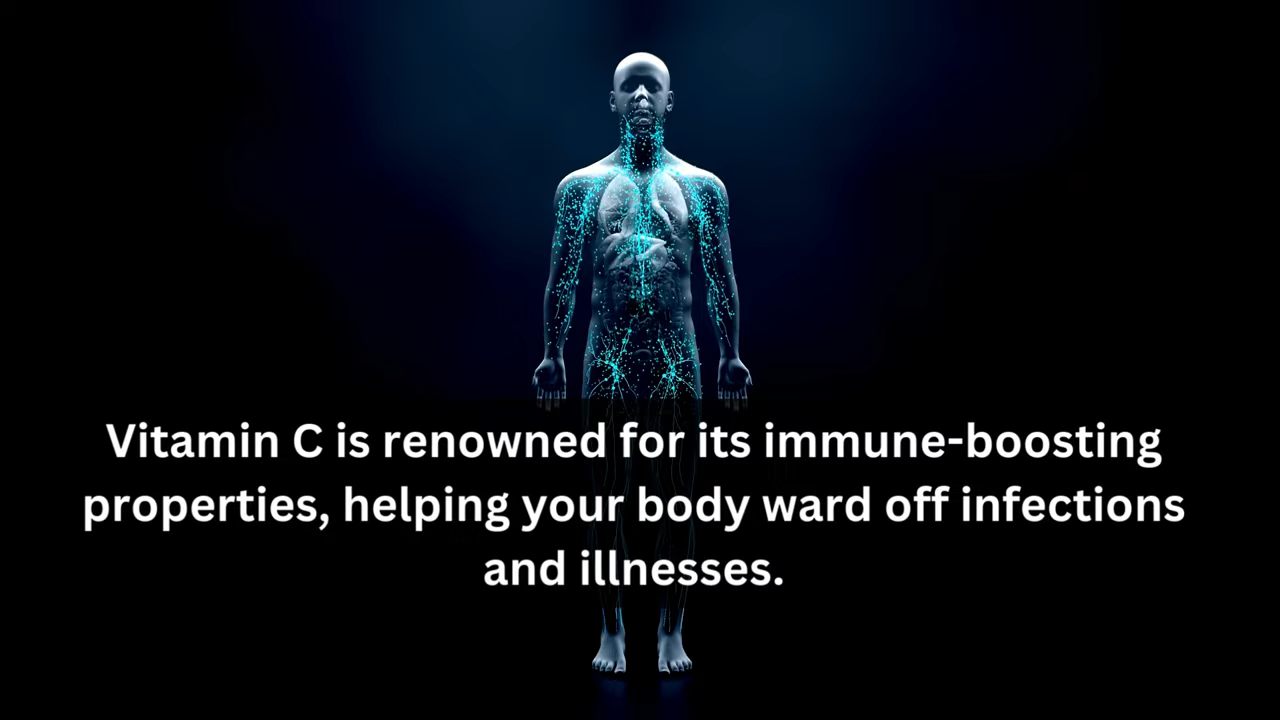 Vitamin C is renowned for its immune-boosting
properties, helping your body ward off infections
and illnesses.